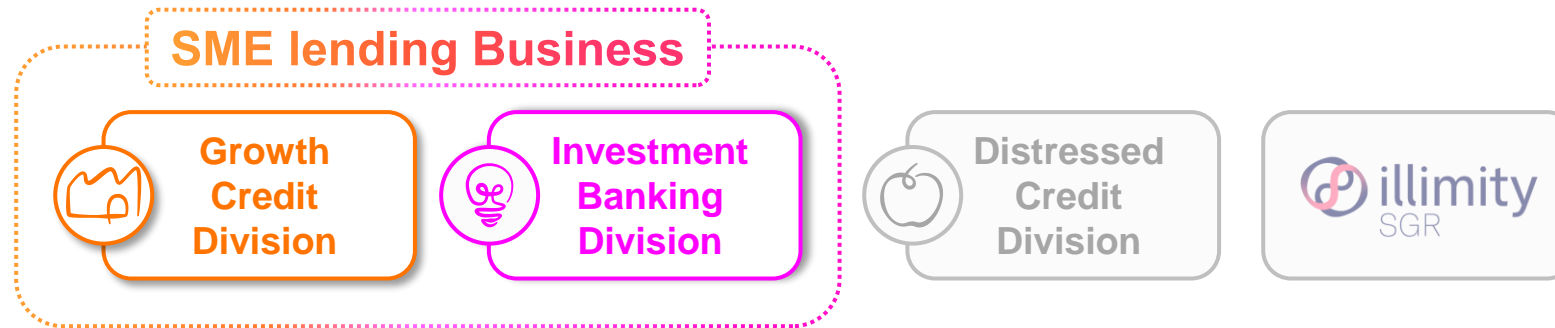 SME lending Business
Growth
Credit
Division
Investment
Banking
Division
Distressed
Credit
Division
illimity
SGR